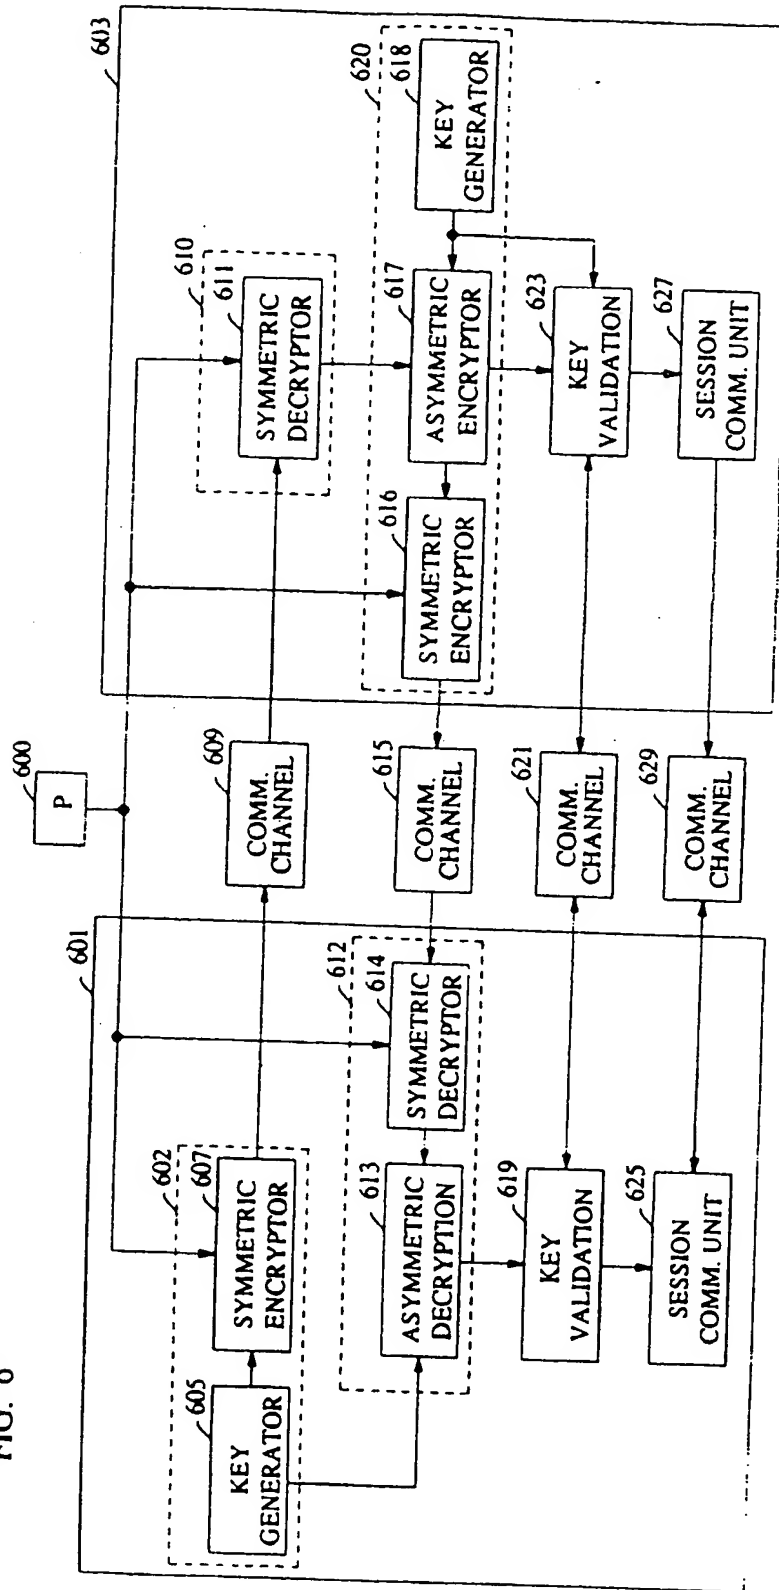 FIG. 6
600
P
601
602
605
KEY
GENERATOR
607
SYMMETRIC
ENCRYPTOR
612
613
ASYMMETRIC
DECRYPTION
614
SYMMETRIC
DECRYPTOR
619
KEY
VALIDATION
625
SESSION
COMM. UNIT
609
COMM.
CHANNEL
615
COMM.
CHANNEL
621
COMM.
CHANNEL
629
COMM.
CHANNEL
603
610
611
SYMMETRIC
DECRYPTOR
620
616
SYMMETRIC
ENCRYPTOR
617
ASYMMETRIC
ENCRYPTOR
618
KEY
GENERATOR
623
KEY
VALIDATION
627
SESSION
COMM. UNIT